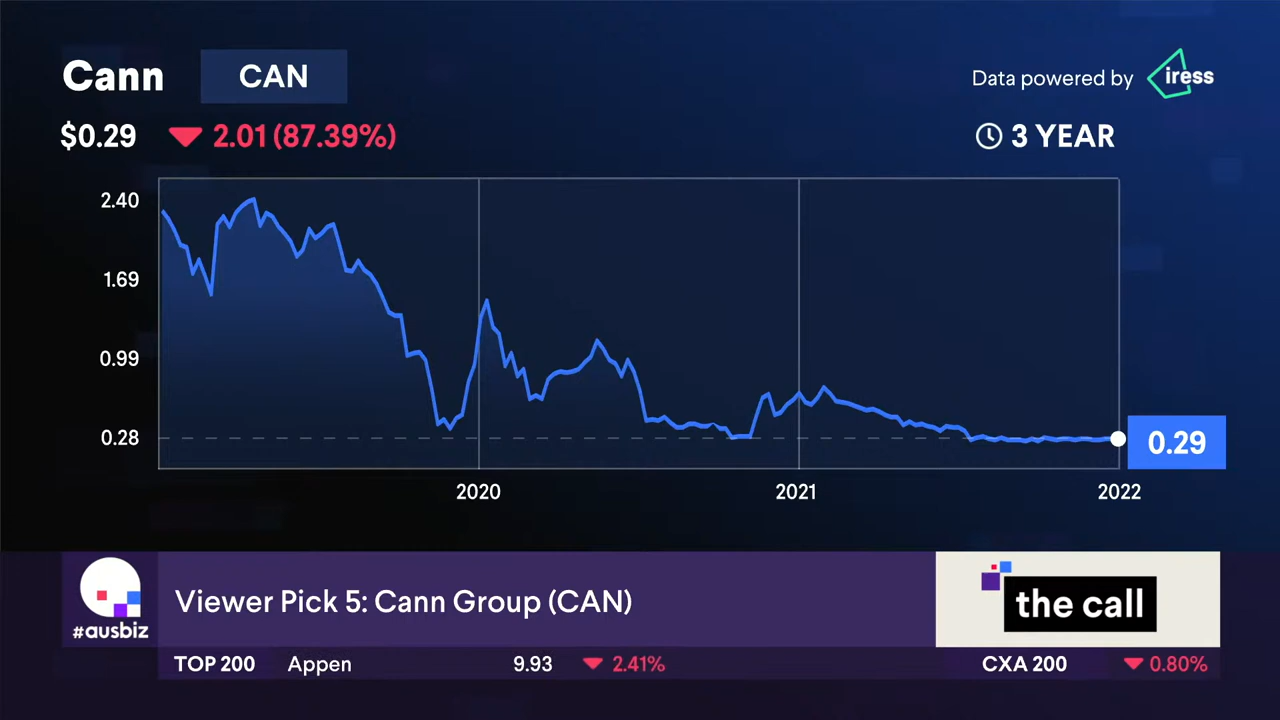 Cann CAN
Data powered by iress
$0.29 ▼ 2.01 (87.39%)
3 YEAR
2.40
1.69
0.99
0.28
0.29
2020 2021 2022
#ausbiz
Viewer Pick 5: Cann Group (CAN)
the call
TOP 200 Appen 9.93 ▼ 2.41% CXA 200 ▼ 0.80%